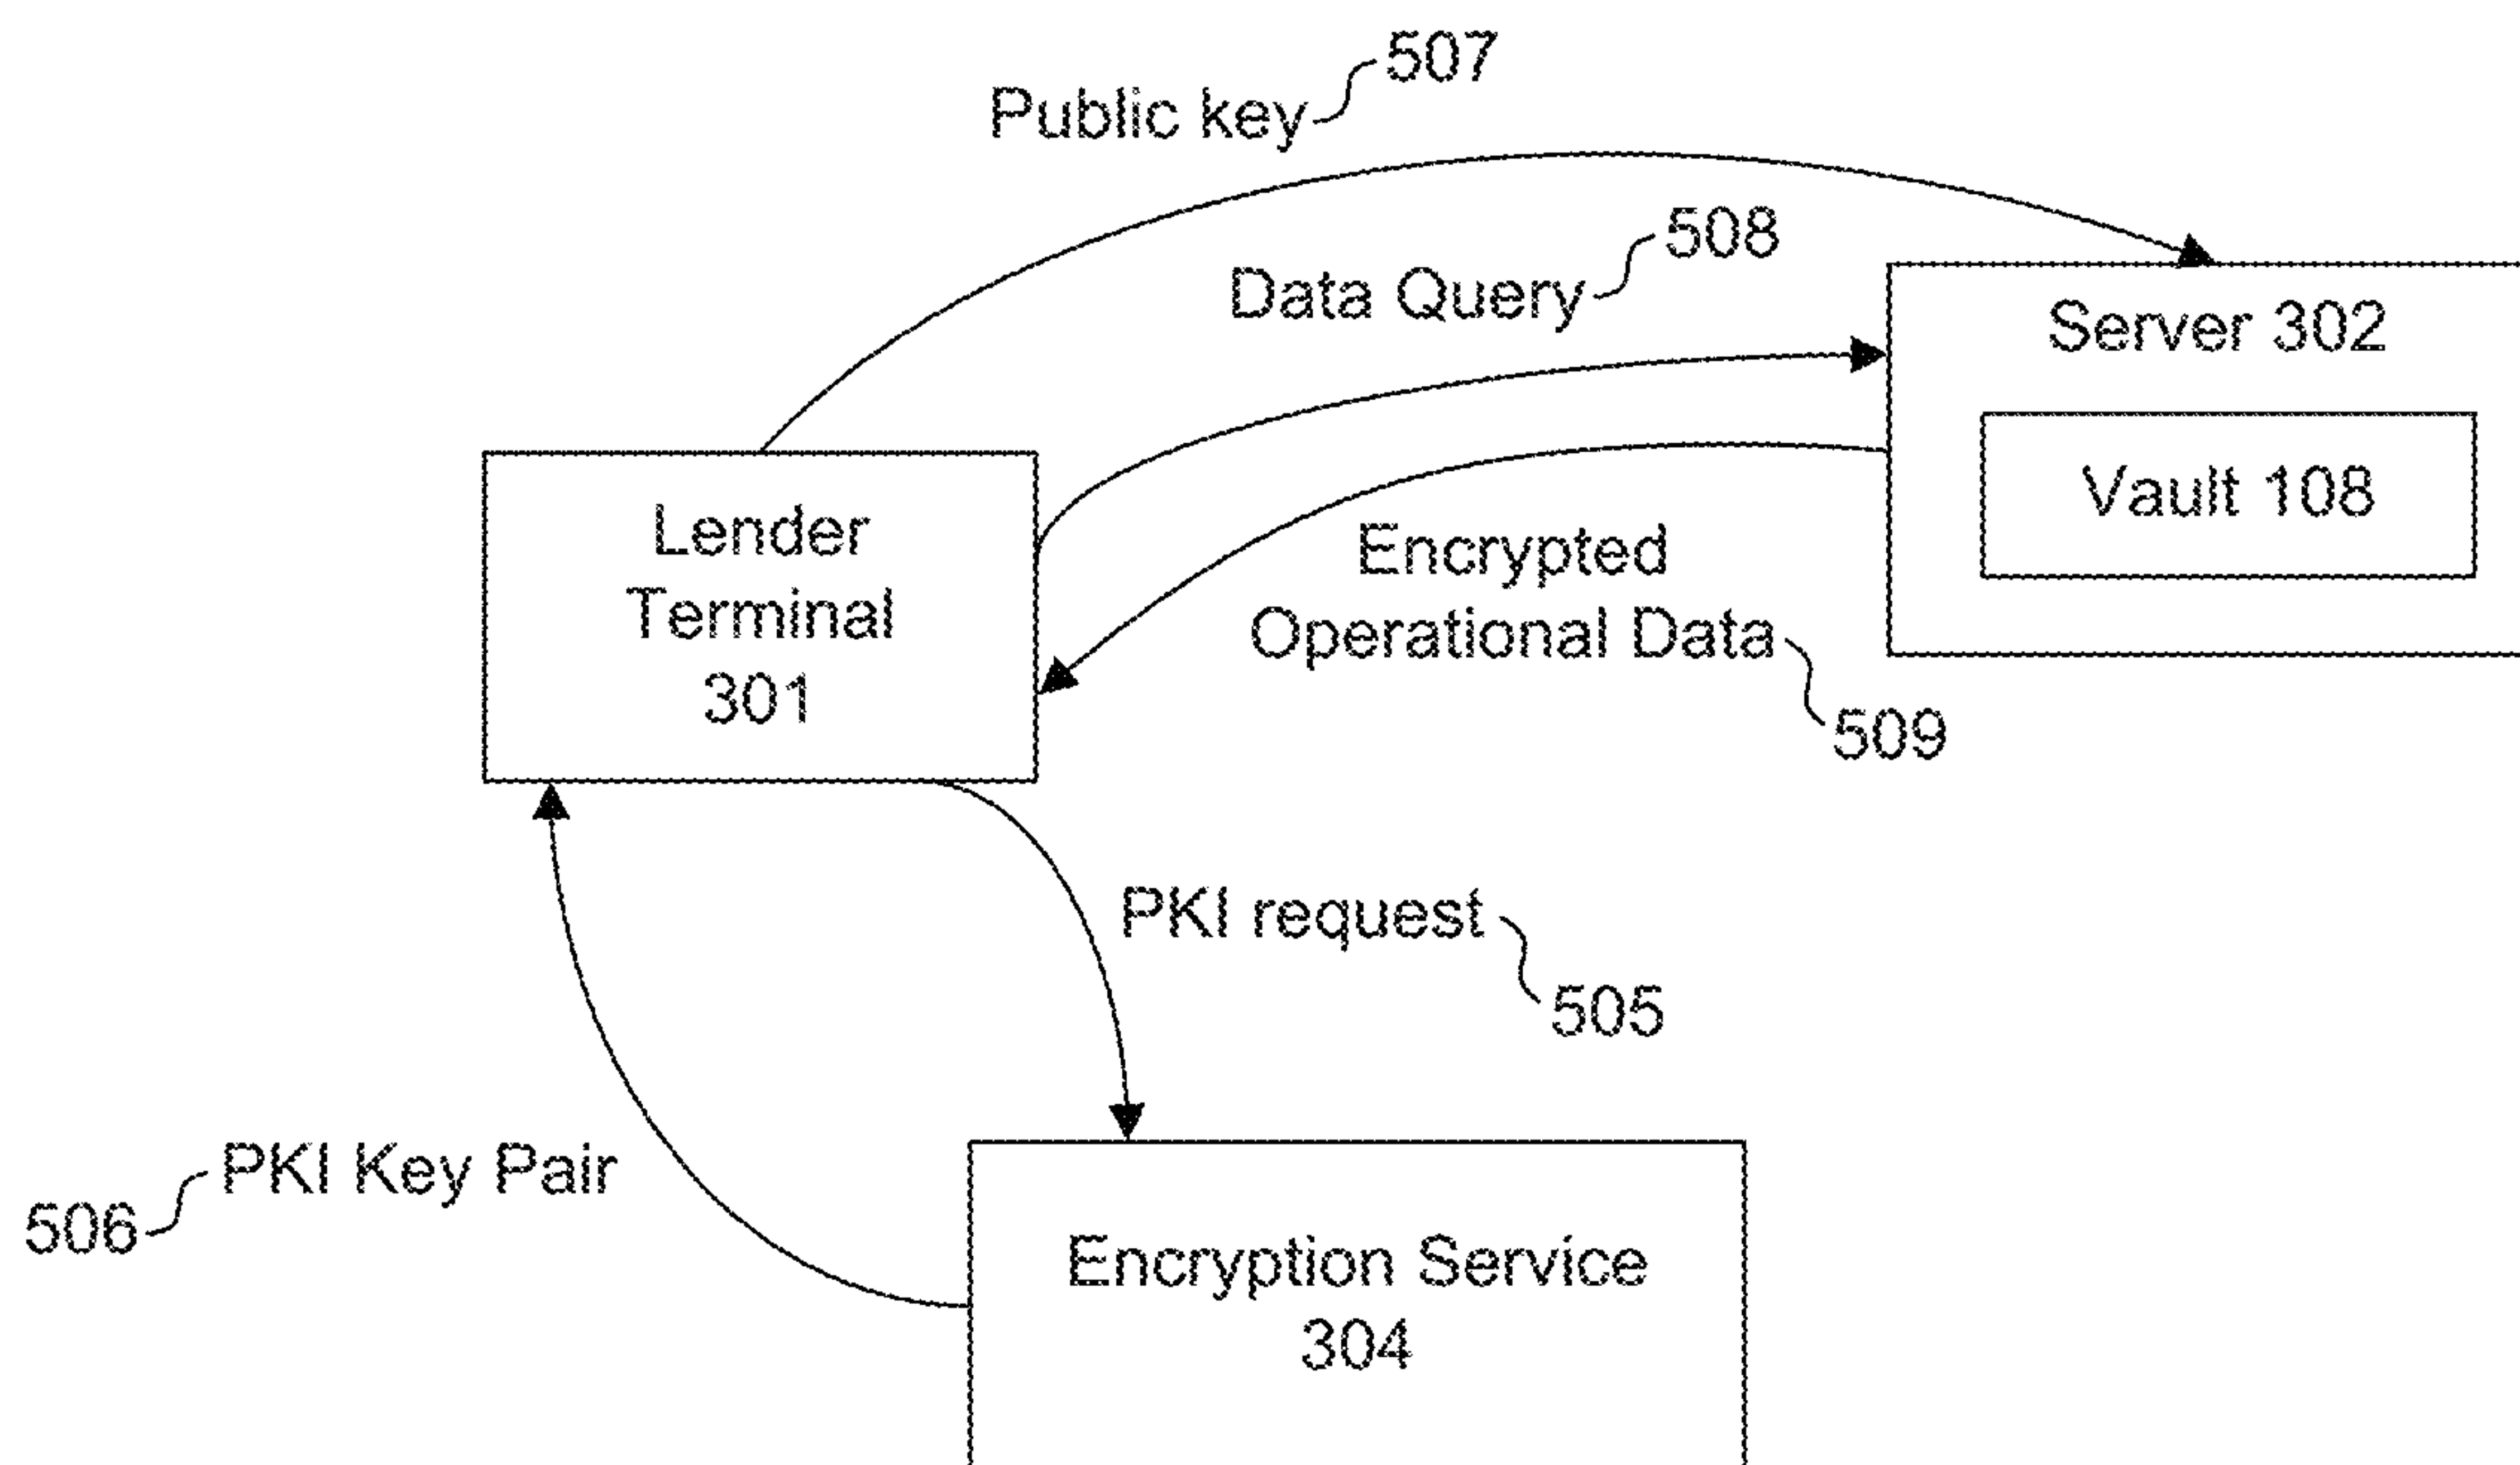 507
Public key
508
Data Query
Server 302
Vault 108
Lender
Terminal
301
Encrypted
Operational Data
509
PKI request
505
PKI Key Pair
506
Encryption Service
304